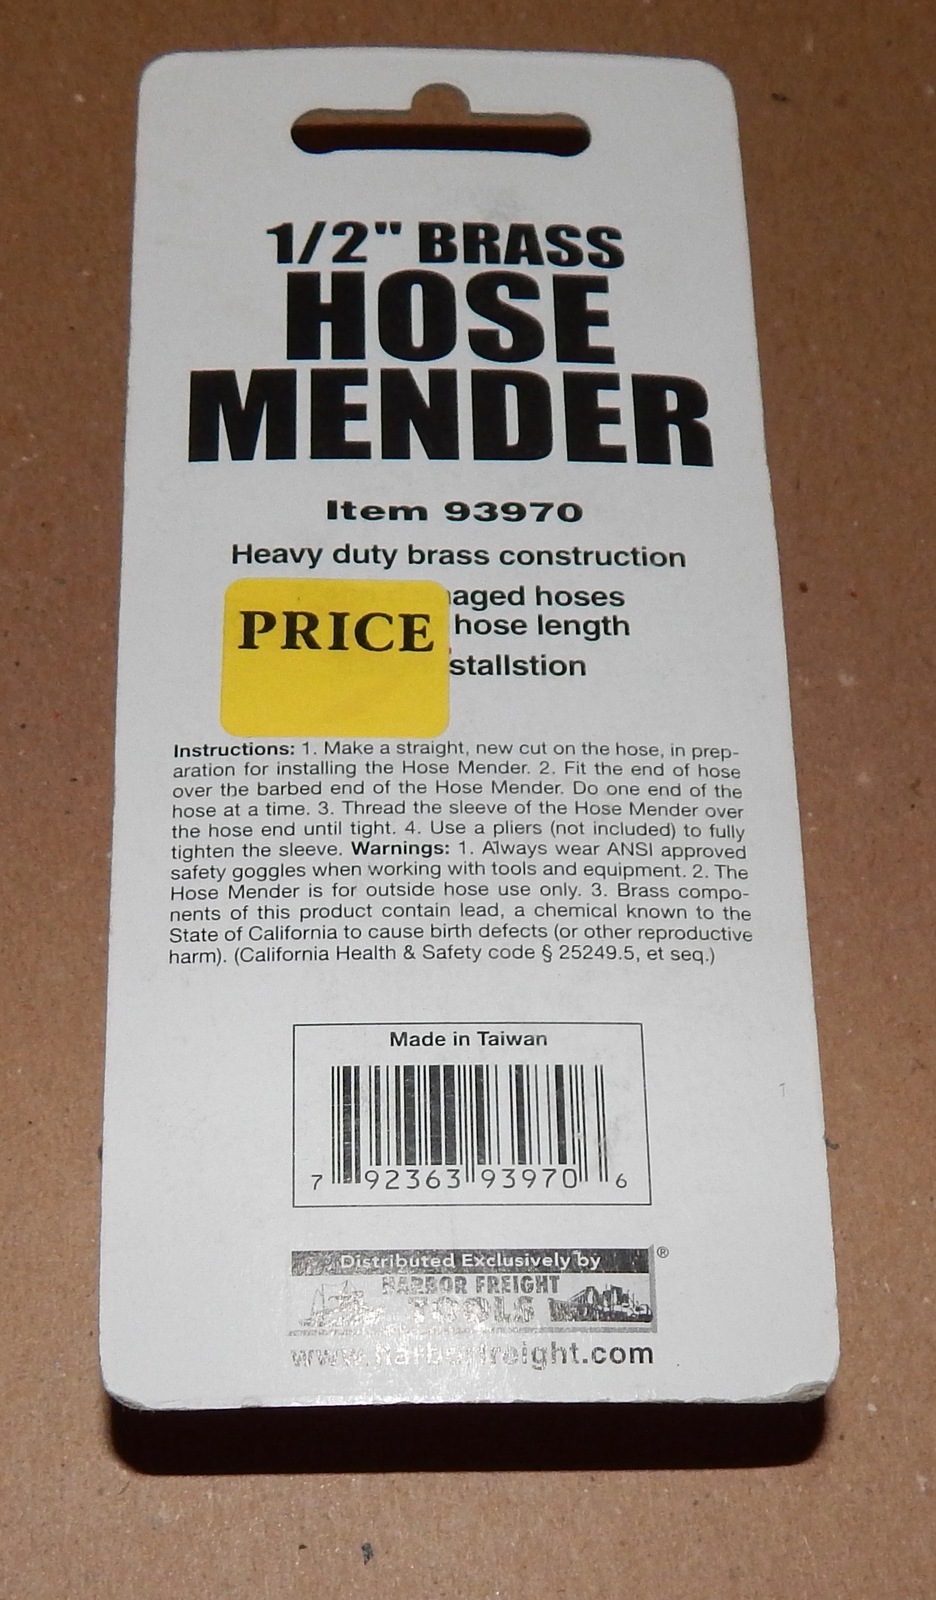 1/2" BRASS
HOSE
MENDER
Item 93970
Heavy duty brass construction
aged hoses
PRICE hose length
stallstion
Instructions: 1. Make a straight, new cut on the hose, in prep-
aration for installing the Hose Mender. 2. Fit the end of hose
over the barbed end of the Hose Mender. Do one end of the
hose at a time. 3. Thread the sleeve of the Hose Mender over
the hose end until tight. 4. Use a pliers (not included) to fully
tighten the sleeve. Warnings: 1. Always wear ANSI approved
safety goggles when working with tools and equipment. 2. The
Hose Mender is for outside hose use only. 3. Brass compo-
nents of this product contain lead, a chemical known to the
State of California to cause birth defects (or other reproductive
harm). (California Health & Safety code § 25249.5, et seq.)
Made in Taiwan
7 92363 93970 6
Distributed Exclusively by ®
HARBOR FREIGHT
TOOLS
www.harborfreight.com